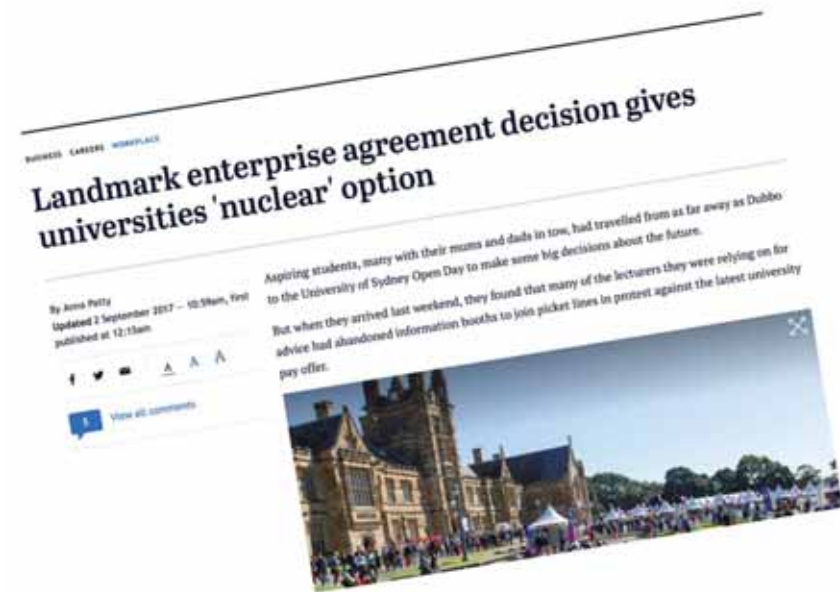 BUSINESS CAREERS WORKPLACE
Landmark enterprise agreement decision gives
universities 'nuclear' option
By Anna Patty
Updated 2 September 2017 — 10:59am, first
published at 12:15am
A A A
1
View all comments
Aspiring students, many with their mums and dads in tow, had travelled from as far away as Dubbo
to the University of Sydney Open Day to make some big decisions about the future.
But when they arrived last weekend, they found that many of the lecturers they were relying on for
advice had abandoned information booths to join picket lines in protest against the latest university
pay offer.